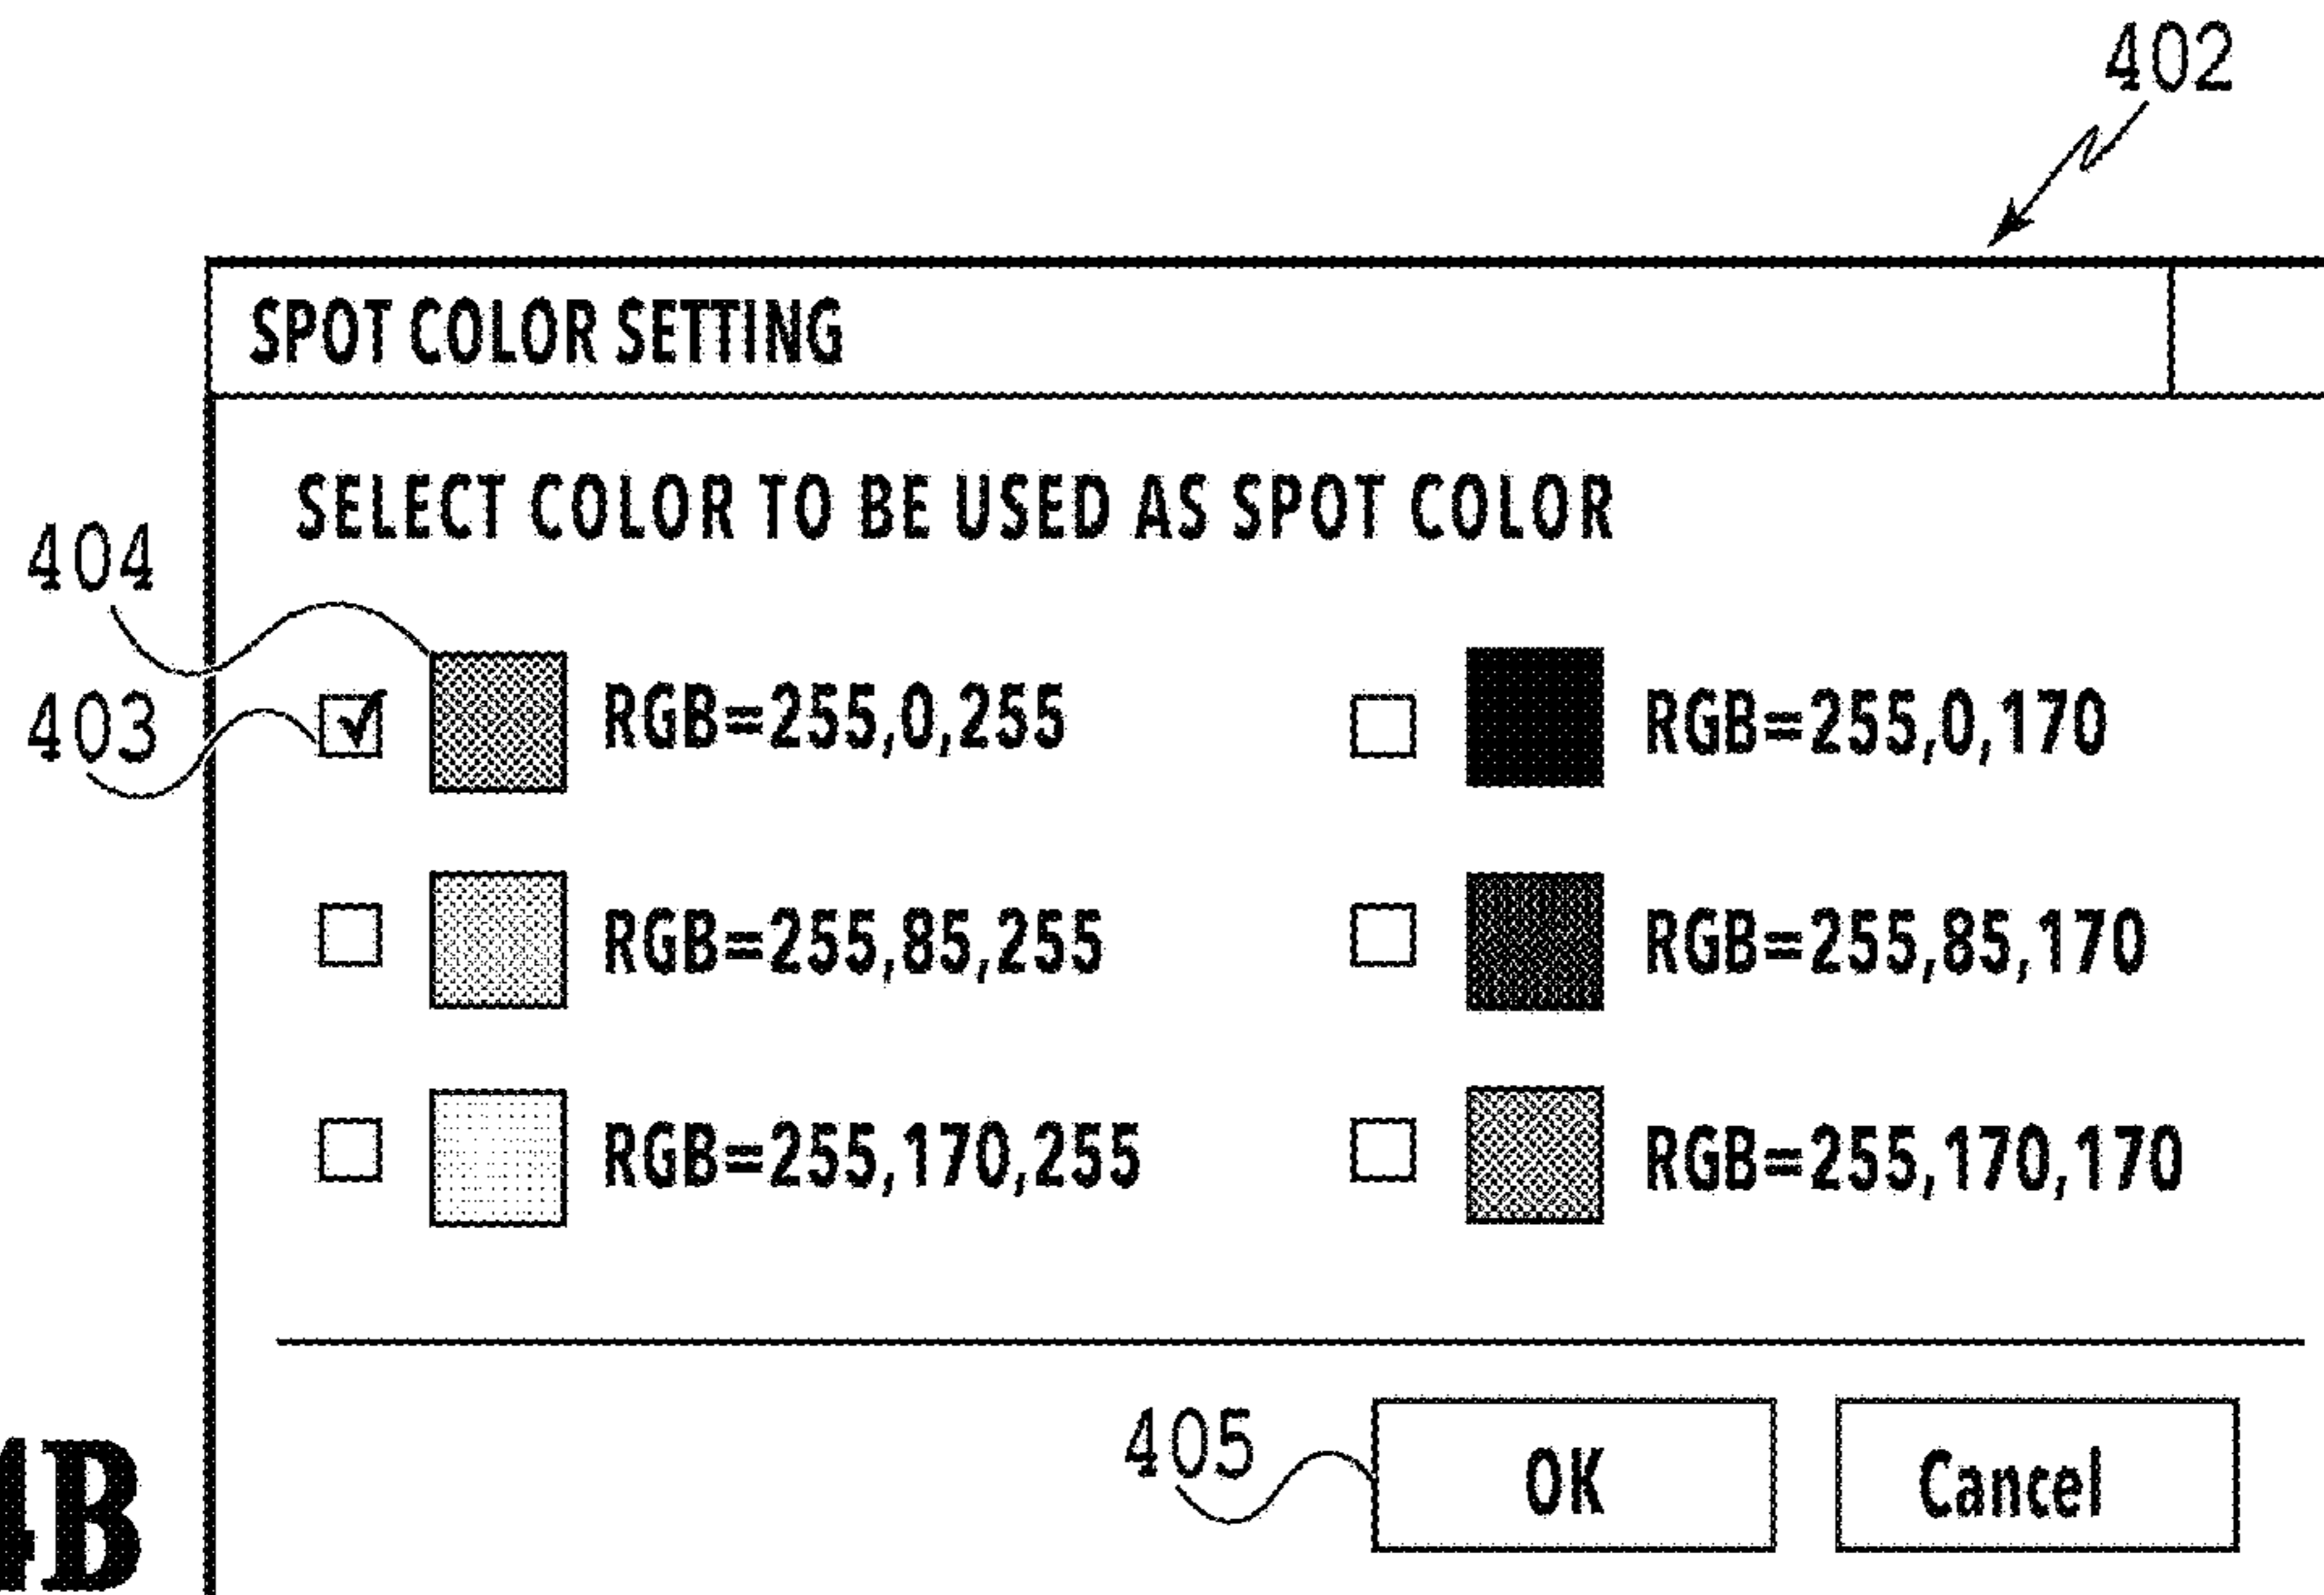 402
SPOT COLOR SETTING
SELECT COLOR TO BE USED AS SPOT COLOR
404
403
RGB=255,0,255 RGB=255,0,170
RGB=255,85,255 RGB=255,85,170
RGB=255,170,255 RGB=255,170,170
405
OK Cancel
4B